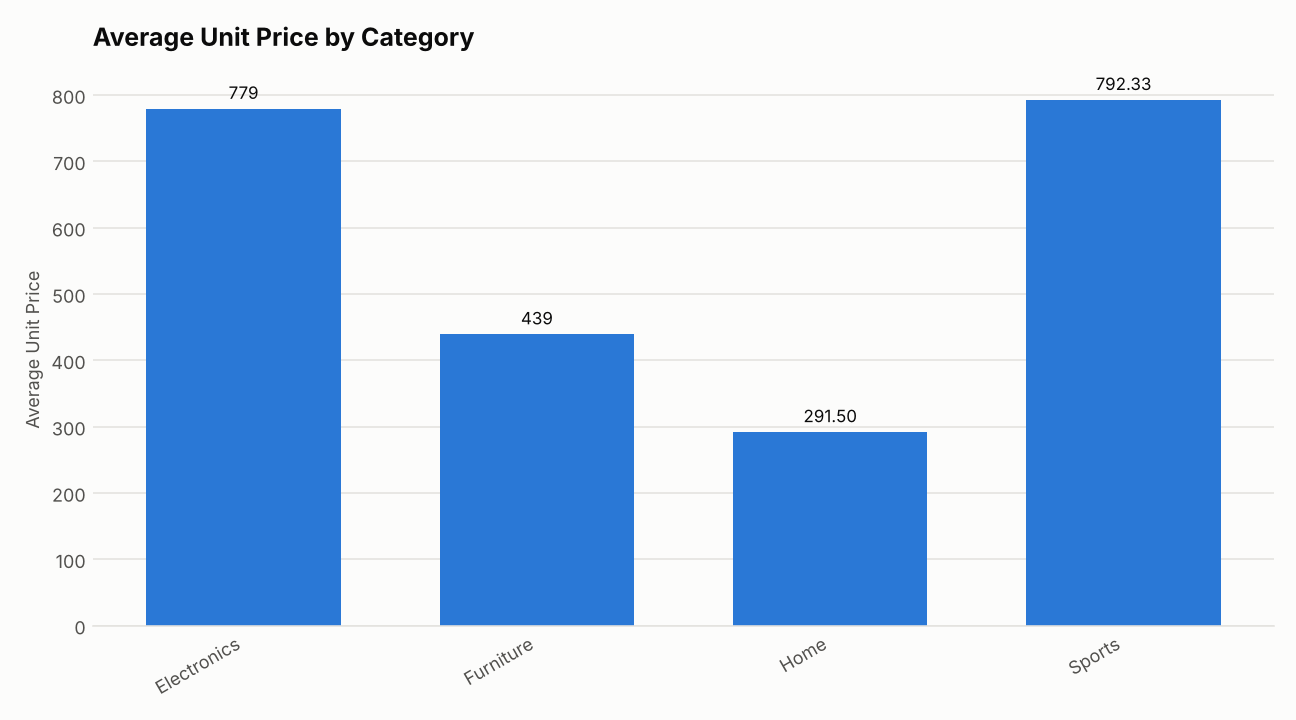 Average Unit Price by Category
Average Unit Price
800
700
600
500
400
300
200
100
0
779
439
291.50
792.33
Electronics
Furniture
Home
Sports